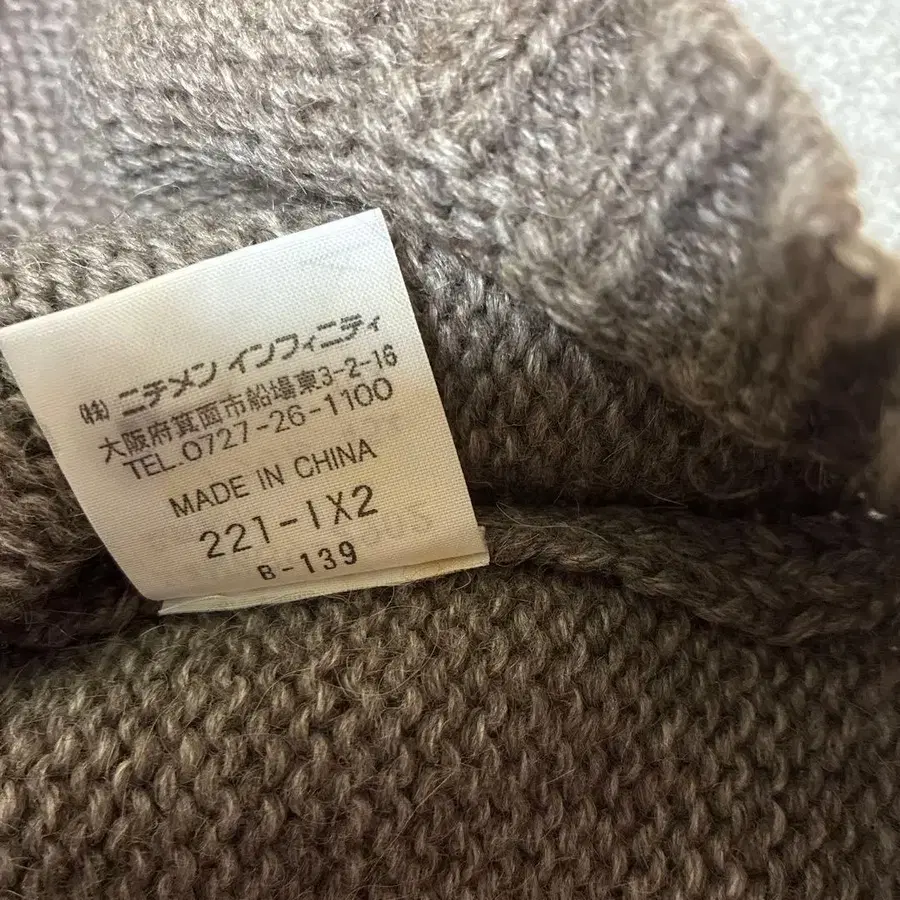 ㈱ ニチメン インフィニティ
大阪府箕面市船場東3-2-16
TEL.0727-26-1100
MADE IN CHINA
221-1X2
B-139